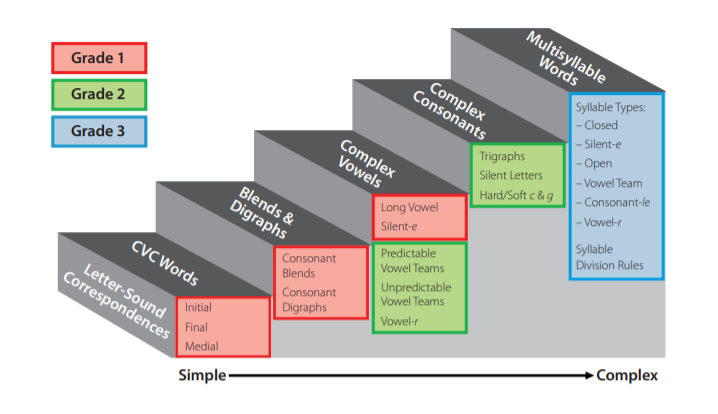 Grade 1
Grade 2
Grade 3
Letter-Sound
Correspondences
CVC Words
Initial
Final
Medial
Blends &
Digraphs
Consonant
Blends
Consonant
Digraphs
Complex
Vowels
Long Vowel
Silent-e
Predictable
Vowel Teams
Unpredictable
Vowel Teams
Vowel-r
Complex
Consonants
Trigraphs
Silent Letters
Hard/Soft c & g
Multisyllable
Words
Syllable Types:
– Closed
– Silent-e
– Open
– Vowel Team
– Consonant-le
– Vowel-r
Syllable
Division Rules
Simple
Complex